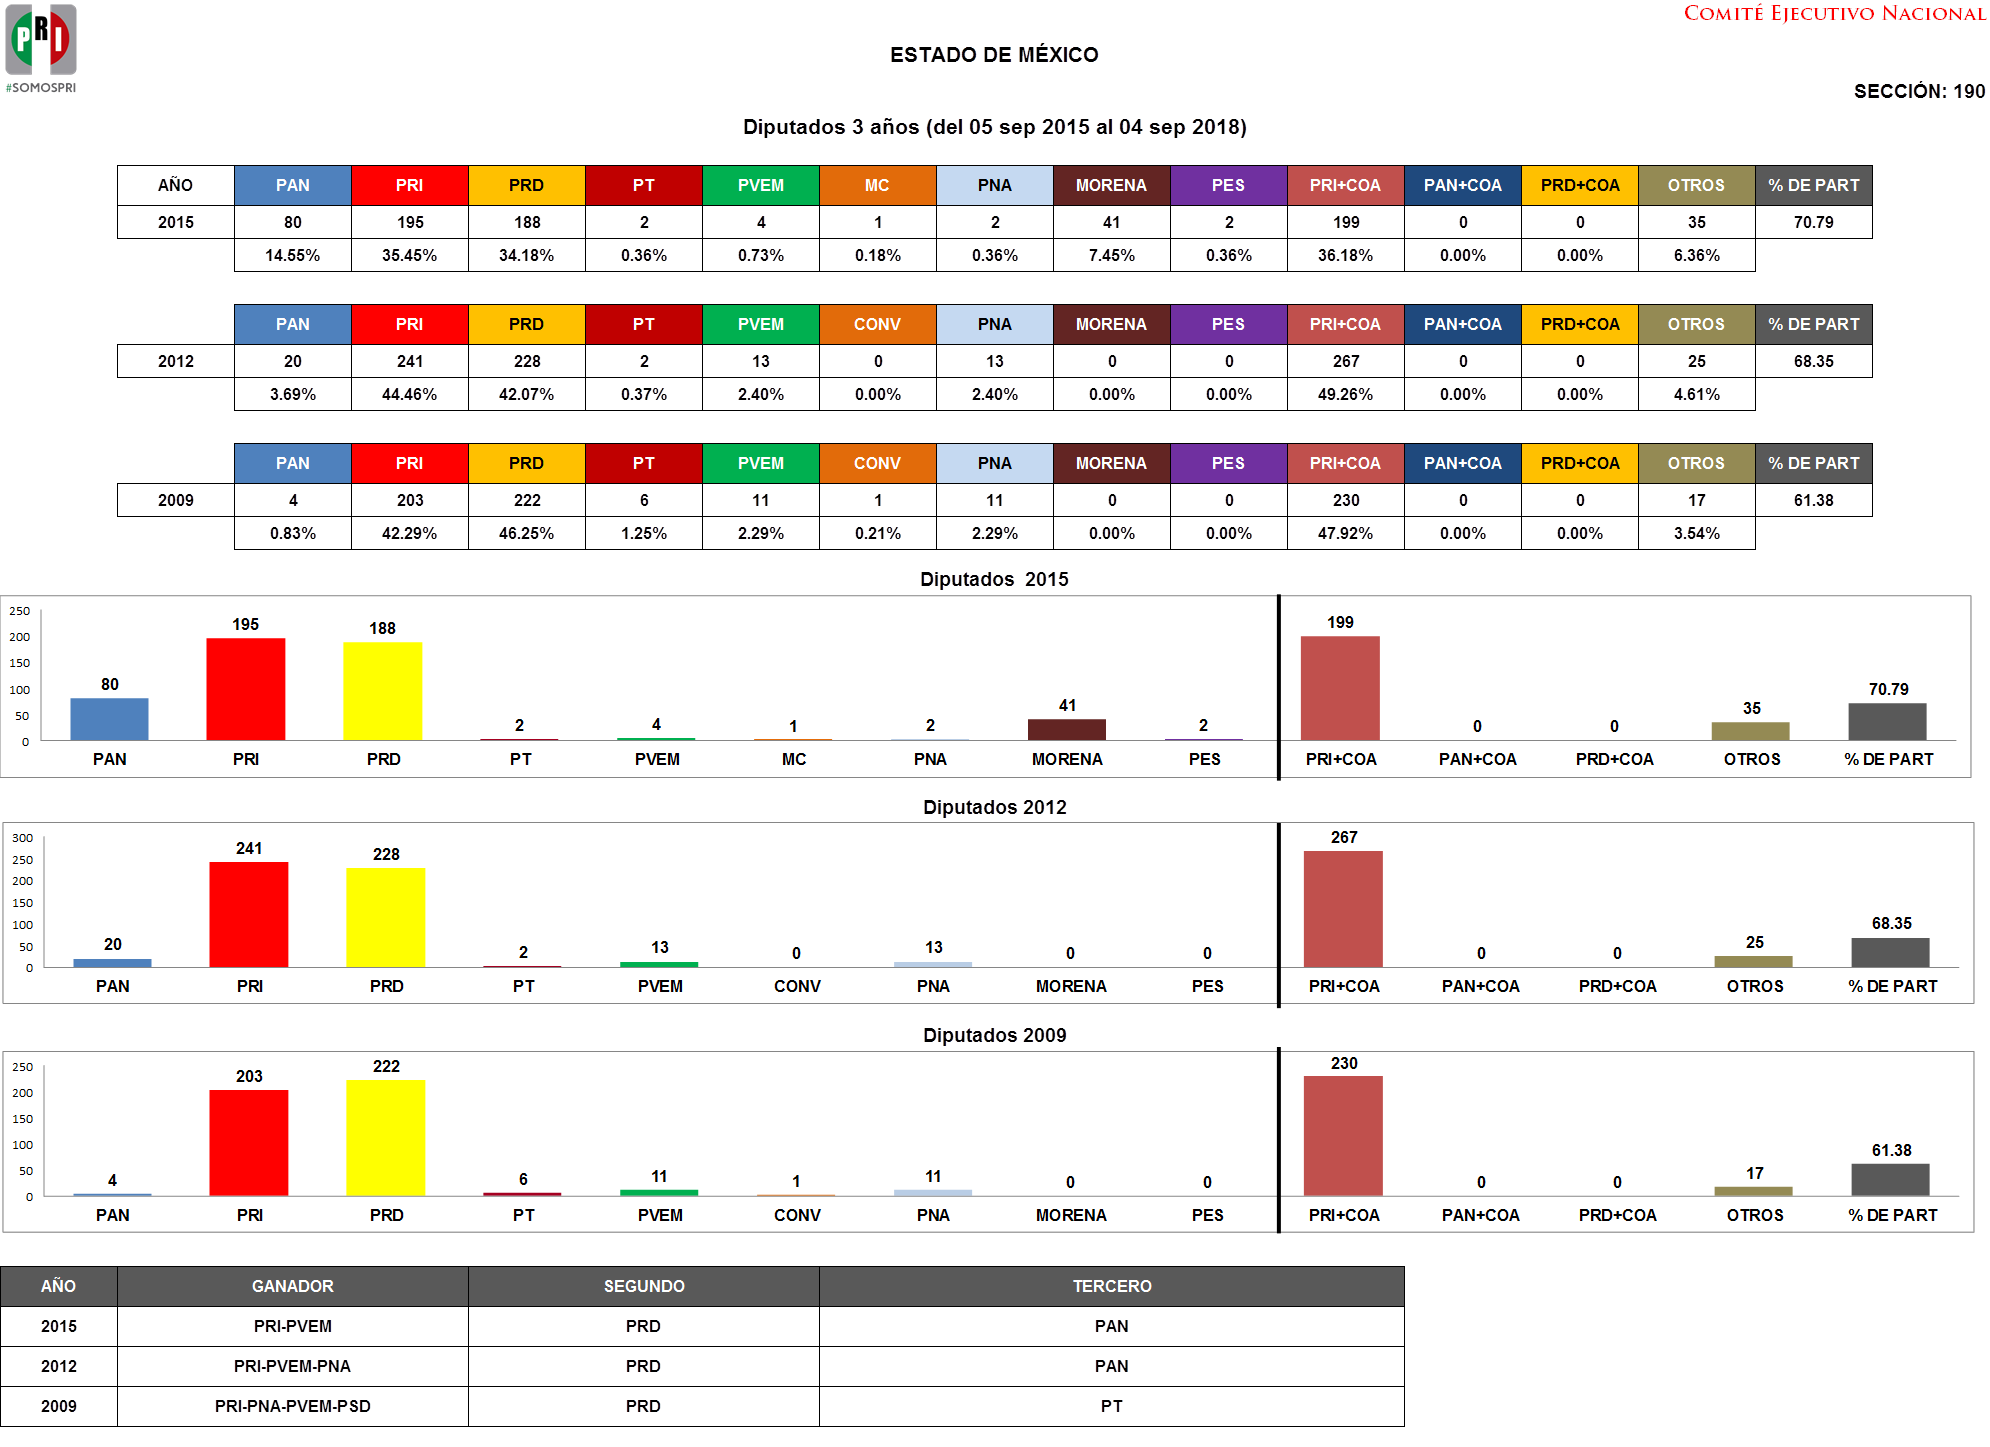 PRI
#SOMOSPRI
COMITÉ EJECUTIVO NACIONAL
ESTADO DE MÉXICO
SECCIÓN: 190
Diputados 3 años (del 05 sep 2015 al 04 sep 2018)
AÑO PAN PRI PRD PT PVEM MC PNA MORENA PES PRI+COA PAN+COA PRD+COA OTROS % DE PART
2015 80 195 188 2 4 1 2 41 2 199 0 0 35 70.79
14.55% 35.45% 34.18% 0.36% 0.73% 0.18% 0.36% 7.45% 0.36% 36.18% 0.00% 0.00% 6.36%
PAN PRI PRD PT PVEM CONV PNA MORENA PES PRI+COA PAN+COA PRD+COA OTROS % DE PART
2012 20 241 228 2 13 0 13 0 0 267 0 0 25 68.35
3.69% 44.46% 42.07% 0.37% 2.40% 0.00% 2.40% 0.00% 0.00% 49.26% 0.00% 0.00% 4.61%
PAN PRI PRD PT PVEM CONV PNA MORENA PES PRI+COA PAN+COA PRD+COA OTROS % DE PART
2009 4 203 222 6 11 1 11 0 0 230 0 0 17 61.38
0.83% 42.29% 46.25% 1.25% 2.29% 0.21% 2.29% 0.00% 0.00% 47.92% 0.00% 0.00% 3.54%
Diputados 2015
250
200
150
100
50
0
80 195 188 2 4 1 2 41 2 199 0 0 35 70.79
PAN PRI PRD PT PVEM MC PNA MORENA PES PRI+COA PAN+COA PRD+COA OTROS % DE PART
Diputados 2012
300
250
200
150
100
50
0
20 241 228 2 13 0 13 0 0 267 0 0 25 68.35
PAN PRI PRD PT PVEM CONV PNA MORENA PES PRI+COA PAN+COA PRD+COA OTROS % DE PART
Diputados 2009
250
200
150
100
50
0
4 203 222 6 11 1 11 0 0 230 0 0 17 61.38
PAN PRI PRD PT PVEM CONV PNA MORENA PES PRI+COA PAN+COA PRD+COA OTROS % DE PART
AÑO GANADOR SEGUNDO TERCERO
2015 PRI-PVEM PRD PAN
2012 PRI-PVEM-PNA PRD PAN
2009 PRI-PNA-PVEM-PSD PRD PT